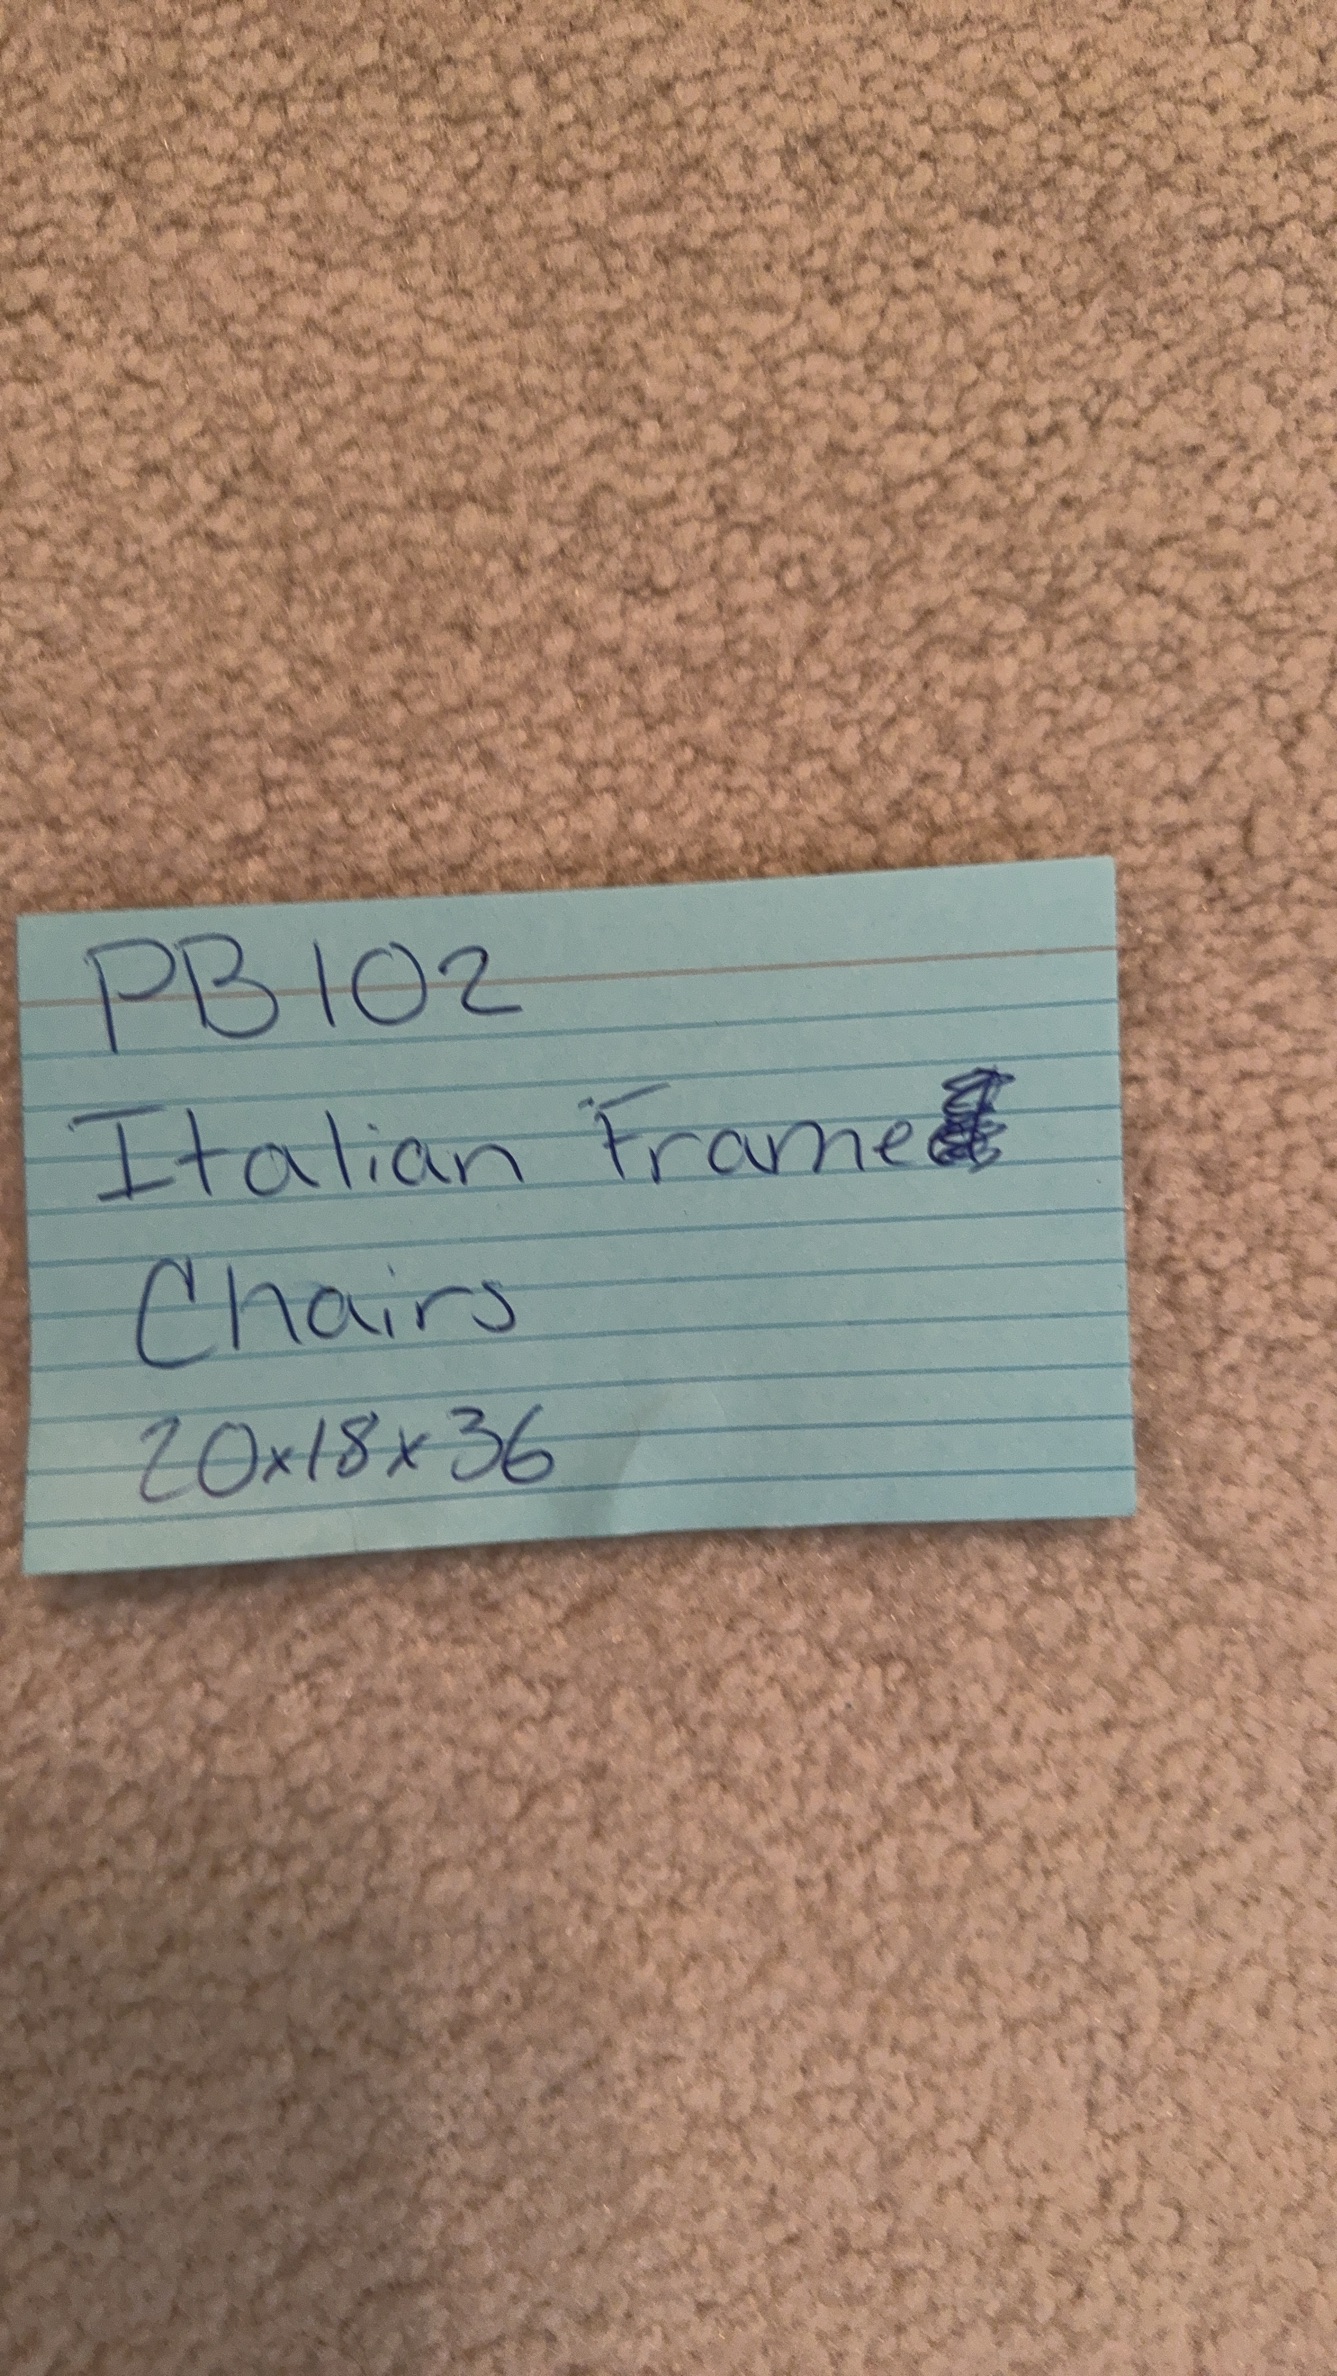 PB102
Italian Frame
Chairs
20x18x36